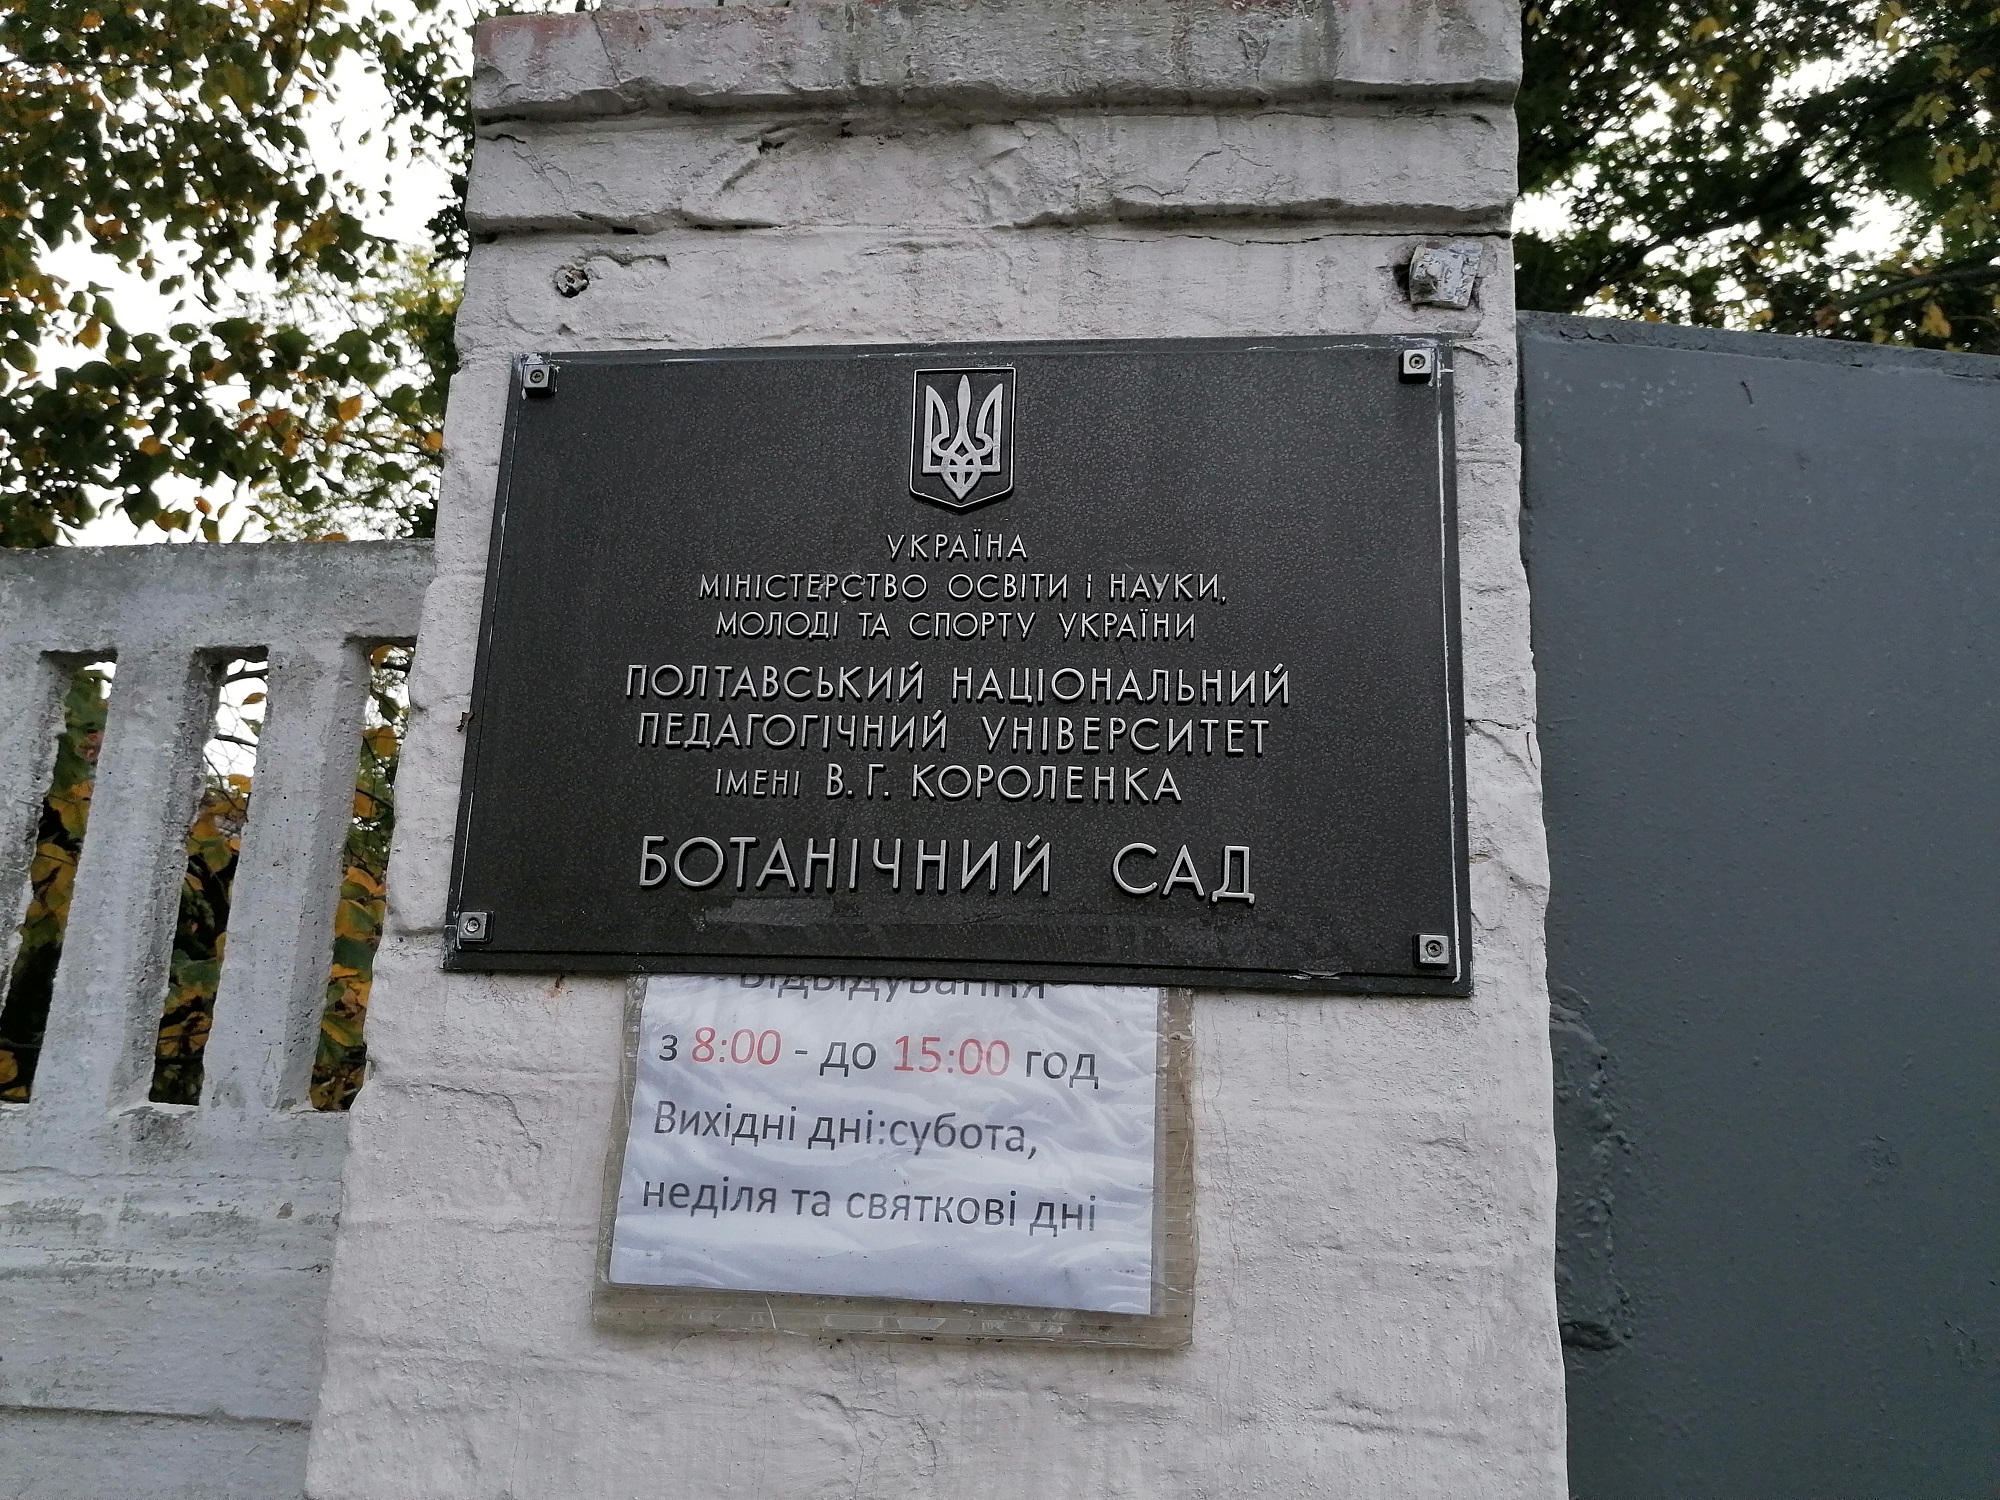 УКРАЇНА
МІНІСТЕРСТВО ОСВІТИ І НАУКИ,
МОЛОДІ ТА СПОРТУ УКРАЇНИ
ПОЛТАВСЬКИЙ НАЦІОНАЛЬНИЙ
ПЕДАГОГІЧНИЙ УНІВЕРСИТЕТ
ІМЕНІ В. Г. КОРОЛЕНКА
БОТАНІЧНИЙ САД
Відвідування
з 8:00 - до 15:00 год
Вихідні дні:субота,
неділя та святкові дні